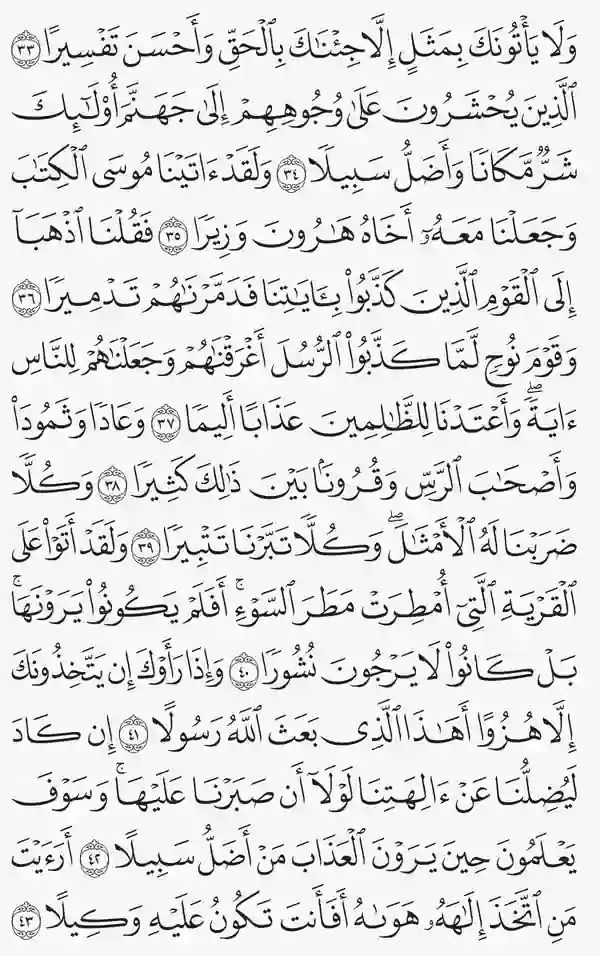 وَلَا يَأْتُونَكَ بِمَثَلٍ إِلَّا جِئْنَٰكَ بِٱلْحَقِّ وَأَحْسَنَ تَفْسِيرًا ٣٣
ٱلَّذِينَ يُحْشَرُونَ عَلَىٰ وُجُوهِهِمْ إِلَىٰ جَهَنَّمَ أُو۟لَٰٓئِكَ
شَرٌّ مَّكَانًا وَأَضَلُّ سَبِيلًا ٣٤ وَلَقَدْ ءَاتَيْنَا مُوسَى ٱلْكِتَٰبَ
وَجَعَلْنَا مَعَهُۥٓ أَخَاهُ هَٰرُونَ وَزِيرًا ٣٥ فَقُلْنَا ٱذْهَبَآ
إِلَى ٱلْقَوْمِ ٱلَّذِينَ كَذَّبُوا۟ بِـَٔايَٰتِنَا فَدَمَّرْنَٰهُمْ تَدْمِيرًا ٣٦
وَقَوْمَ نُوحٍ لَّمَّا كَذَّبُوا۟ ٱلرُّسُلَ أَغْرَقْنَٰهُمْ وَجَعَلْنَٰهُمْ لِلنَّاسِ
ءَايَةً ۖ وَأَعْتَدْنَا لِلظَّٰلِمِينَ عَذَابًا أَلِيمًا ٣٧ وَعَادًا وَثَمُودَا۟
وَأَصْحَٰبَ ٱلرَّسِّ وَقُرُونًۢا بَيْنَ ذَٰلِكَ كَثِيرًا ٣٨ وَكُلًّا
ضَرَبْنَا لَهُ ٱلْأَمْثَٰلَ ۖ وَكُلًّا تَبَّرْنَا تَتْبِيرًا ٣٩ وَلَقَدْ أَتَوْا۟ عَلَى
ٱلْقَرْيَةِ ٱلَّتِىٓ أُمْطِرَتْ مَطَرَ ٱلسَّوْءِ ۚ أَفَلَمْ يَكُونُوا۟ يَرَوْنَهَا ۚ
بَلْ كَانُوا۟ لَا يَرْجُونَ نُشُورًا ٤٠ وَإِذَا رَأَوْكَ إِن يَتَّخِذُونَكَ
إِلَّا هُزُوًا أَهَٰذَا ٱلَّذِى بَعَثَ ٱللَّهُ رَسُولًا ٤١ إِن كَادَ
لَيُضِلُّنَا عَنْ ءَالِهَتِنَا لَوْلَآ أَن صَبَرْنَا عَلَيْهَا ۚ وَسَوْفَ
يَعْلَمُونَ حِينَ يَرَوْنَ ٱلْعَذَابَ مَنْ أَضَلُّ سَبِيلًا ٤٢ أَرَءَيْتَ
مَنِ ٱتَّخَذَ إِلَٰهَهُۥ هَوَىٰهُ أَفَأَنتَ تَكُونُ عَلَيْهِ وَكِيلًا ٤٣